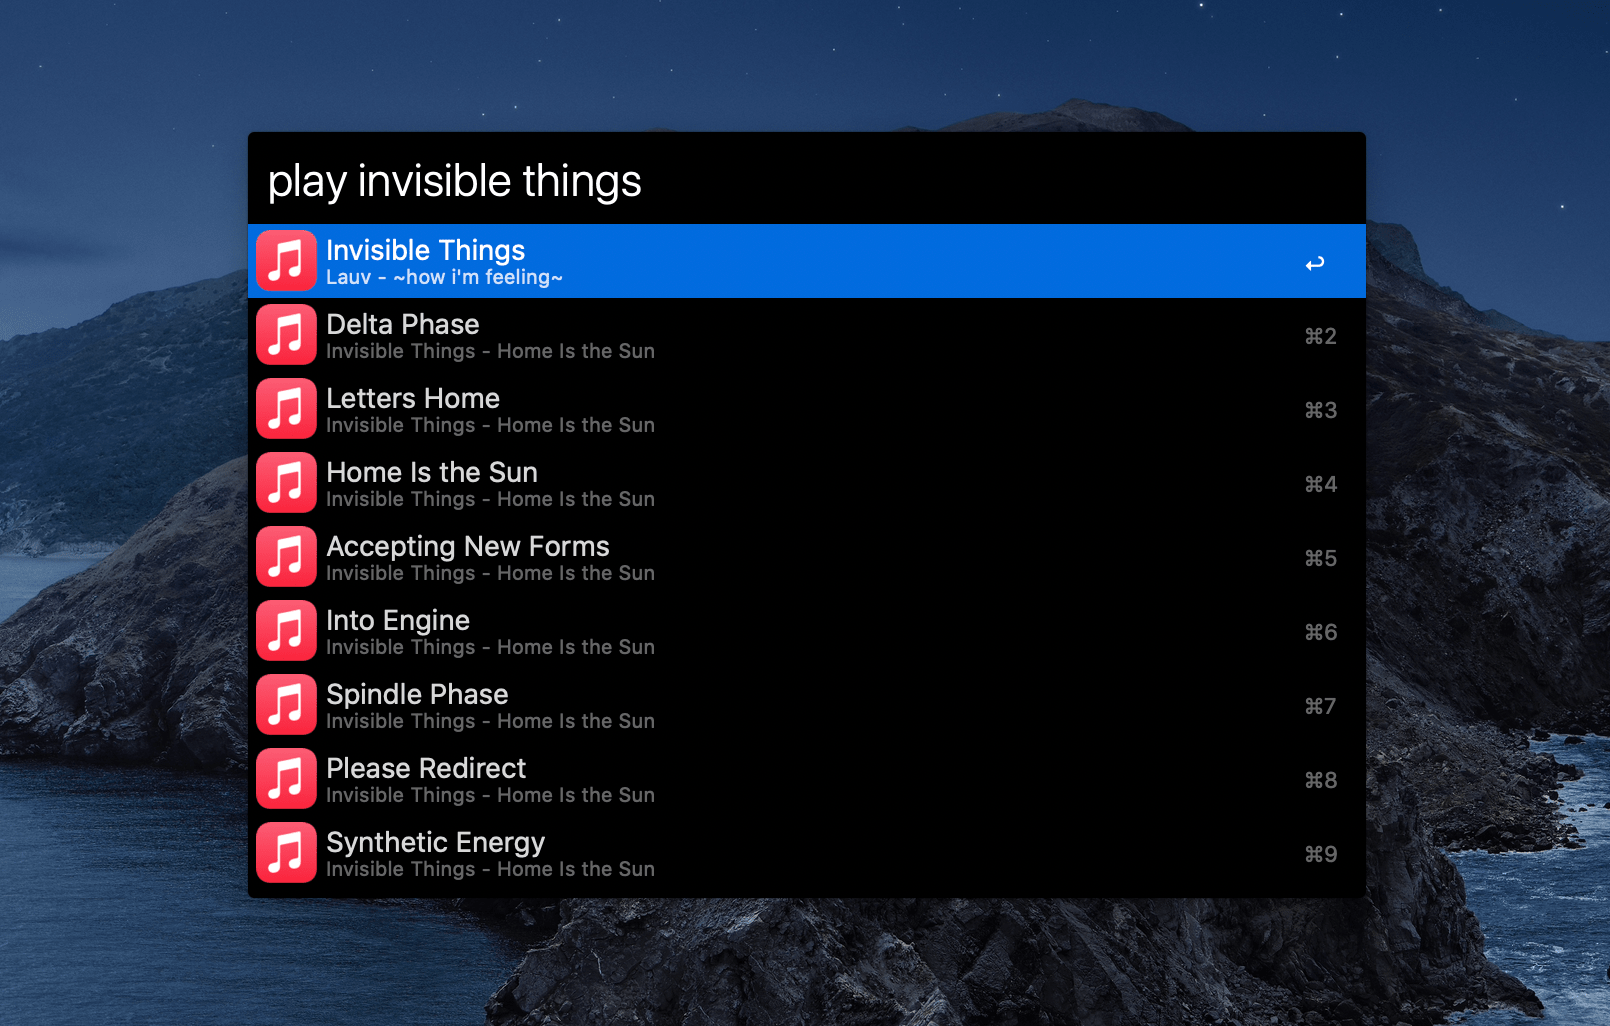 play invisible things
Invisible Things
Lauv - ~how i'm feeling~
↩
Delta Phase
Invisible Things - Home Is the Sun
⌘2
Letters Home
Invisible Things - Home Is the Sun
⌘3
Home Is the Sun
Invisible Things - Home Is the Sun
⌘4
Accepting New Forms
Invisible Things - Home Is the Sun
⌘5
Into Engine
Invisible Things - Home Is the Sun
⌘6
Spindle Phase
Invisible Things - Home Is the Sun
⌘7
Please Redirect
Invisible Things - Home Is the Sun
⌘8
Synthetic Energy
Invisible Things - Home Is the Sun
⌘9